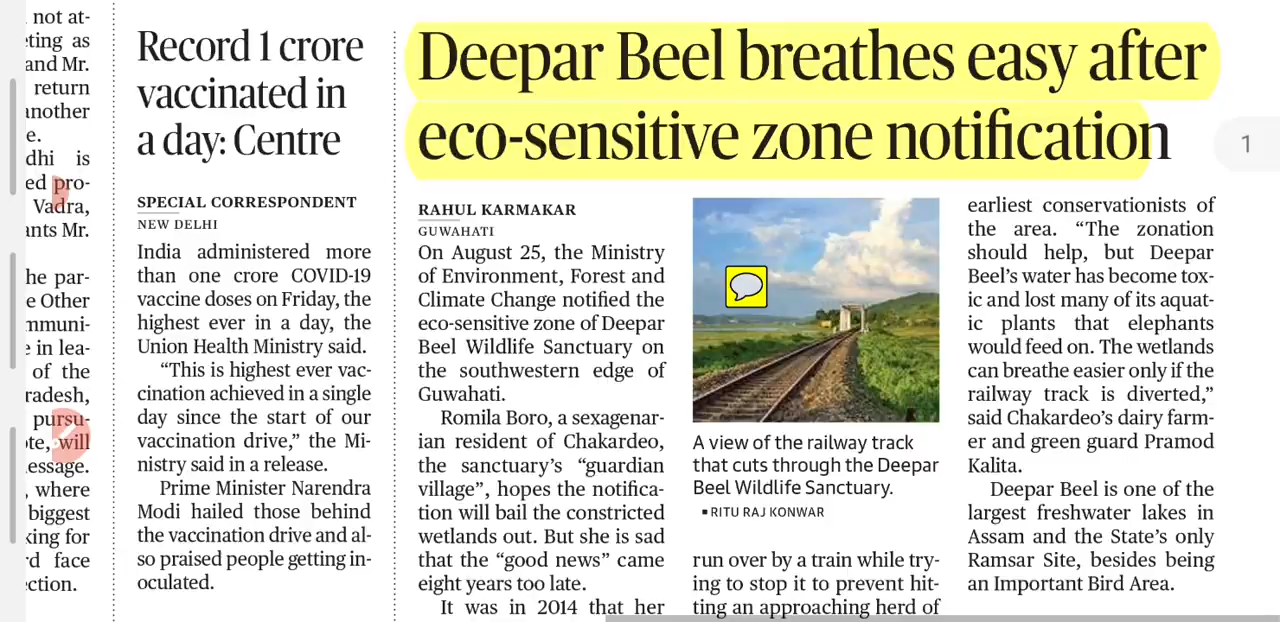 not at-
eting as
and Mr.
return
another
e.
dhi is
ed pro-
Vadra,
ants Mr.
he par-
e Other
mmuni-
e in lea-
of the
radesh,
pursu-
te, will
essage.
, where
biggest
king for
rd face
ction.
Record 1 crore
vaccinated in
a day: Centre
SPECIAL CORRESPONDENT
NEW DELHI
India administered more
than one crore COVID-19
vaccine doses on Friday, the
highest ever in a day, the
Union Health Ministry said.
“This is highest ever vac-
cination achieved in a single
day since the start of our
vaccination drive,” the Mi-
nistry said in a release.
Prime Minister Narendra
Modi hailed those behind
the vaccination drive and al-
so praised people getting in-
oculated.
Deepar Beel breathes easy after
eco-sensitive zone notification
RAHUL KARMAKAR
GUWAHATI
On August 25, the Ministry
of Environment, Forest and
Climate Change notified the
eco-sensitive zone of Deepar
Beel Wildlife Sanctuary on
the southwestern edge of
Guwahati.
Romila Boro, a sexagenar-
ian resident of Chakardeo,
the sanctuary’s “guardian
village”, hopes the notifica-
tion will bail the constricted
wetlands out. But she is sad
that the “good news” came
eight years too late.
It was in 2014 that her
A view of the railway track
that cuts through the Deepar
Beel Wildlife Sanctuary.
▪ RITU RAJ KONWAR
run over by a train while try-
ing to stop it to prevent hit-
ting an approaching herd of
earliest conservationists of
the area. “The zonation
should help, but Deepar
Beel’s water has become tox-
ic and lost many of its aquat-
ic plants that elephants
would feed on. The wetlands
can breathe easier only if the
railway track is diverted,”
said Chakardeo’s dairy farm-
er and green guard Pramod
Kalita.
Deepar Beel is one of the
largest freshwater lakes in
Assam and the State’s only
Ramsar Site, besides being
an Important Bird Area.
1